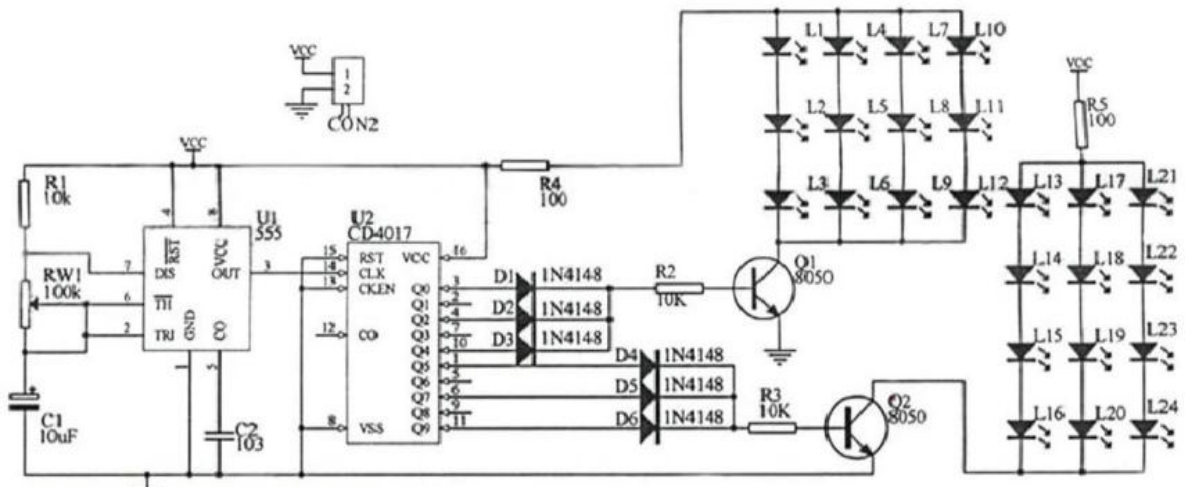 VCC
1
2
CON2
VCC
R1
10k
RW1
100k
C1
10uF
4
8
U1
555
RST
VCC
7
DIS
OUT
3
6
TH
2
TRI
GND
CO
1
5
C2
103
U2
CD4017
15
RST
VCC
16
14
CLK
13
CKEN
Q0
3
Q1
2
Q2
4
12
CO
Q3
7
Q4
10
Q5
1
Q6
5
Q7
6
Q8
9
8
VSS
Q9
11
R4
100
D1
1N4148
D2
1N4148
D3
1N4148
R2
10K
Q1
8050
D4
1N4148
D5
1N4148
D6
1N4148
R3
10K
Q2
8050
L1
L4
L7
L10
L2
L5
L8
L11
L3
L6
L9
L12
VCC
R5
100
L13
L17
L21
L14
L18
L22
L15
L19
L23
L16
L20
L24